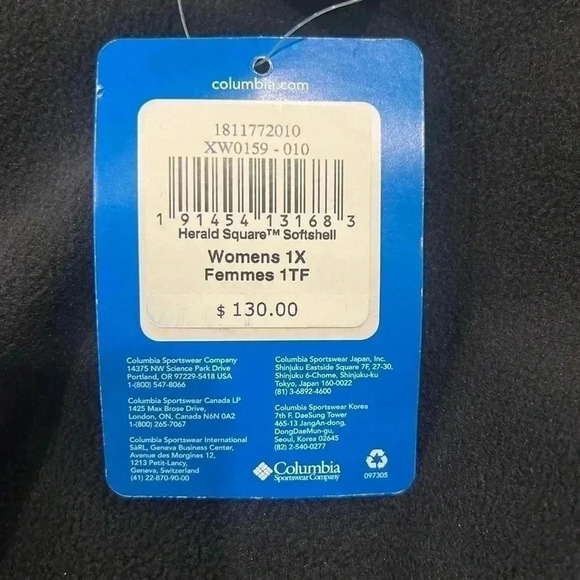 columbia.com
1811772010
XW0159 - 010
1 91454 13168 3
Herald Square™ Softshell
Womens 1X
Femmes 1TF
$ 130.00
Columbia Sportswear Company
14375 NW Science Park Drive
Portland, OR 97229-5418 USA
1-(800) 547-8066
Columbia Sportswear Canada LP
1425 Max Brose Drive,
London, ON, Canada N6N 0A2
1-(800) 265-7067
Columbia Sportswear International
SáRL, Geneva Business Center,
Avenue des Morgines 12,
1213 Petit-Lancy,
Geneva, Switzerland
(41) 22-870-90-00
Columbia Sportswear Japan, Inc.
Shinjuku Eastside Square 7F, 27-30,
Shinjuku 6-Chome, Shinjuku-ku
Tokyo, Japan 160-0022
(81) 3-6892-4600
Columbia Sportswear Korea
7th F. DaeSung Tower
465-13 JangAn-dong,
DongDaeMun-gu,
Seoul, Korea 02645
(82) 2-540-0277
Columbia
Sportswear Company
097305